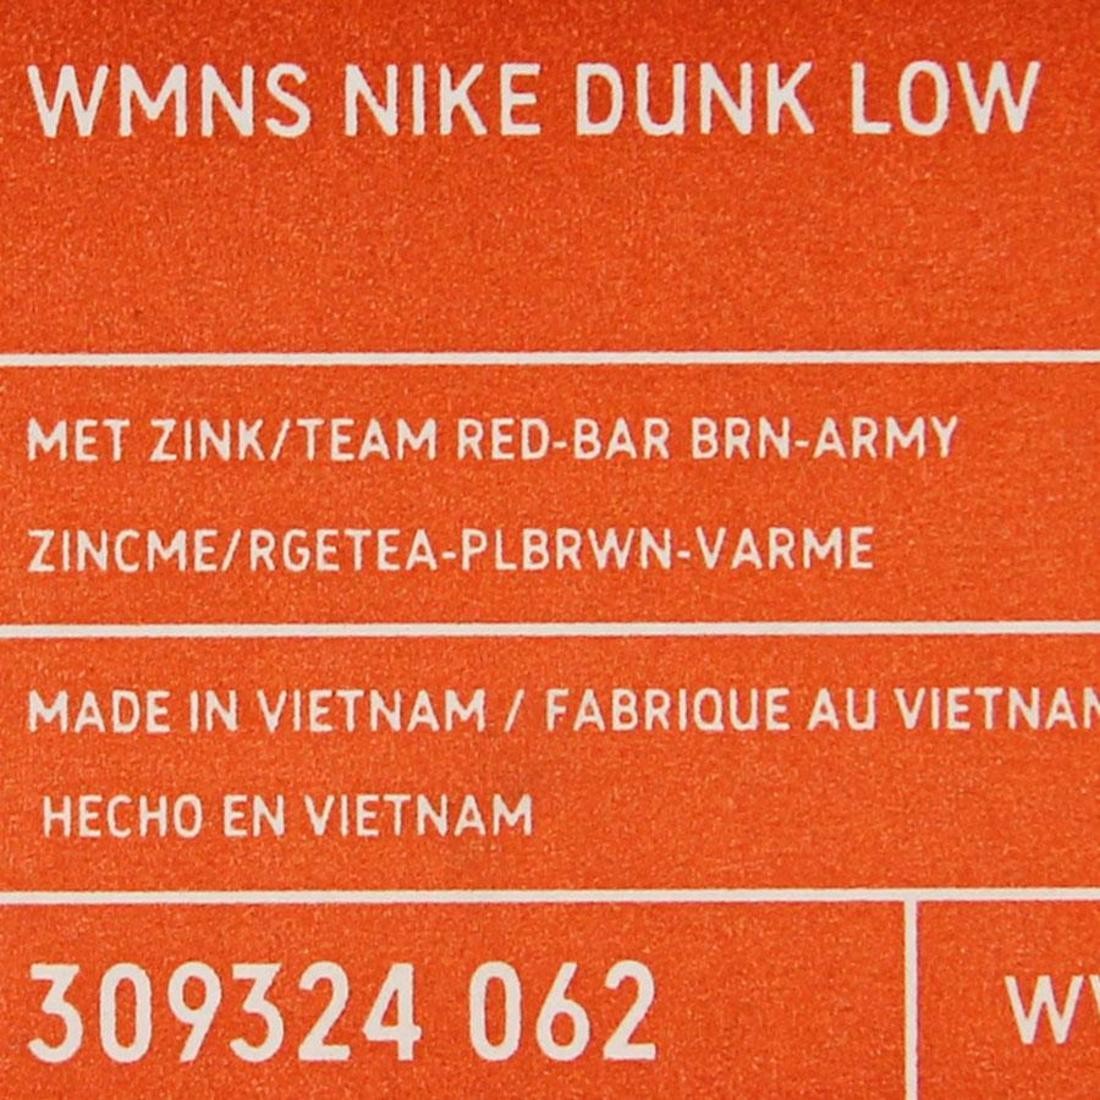 WMNS NIKE DUNK LOW
MET ZINK/TEAM RED-BAR BRN-ARMY
ZINCME/RGETEA-PLBRWN-VARME
MADE IN VIETNAM / FABRIQUE AU VIETNAM
HECHO EN VIETNAM
309324 062